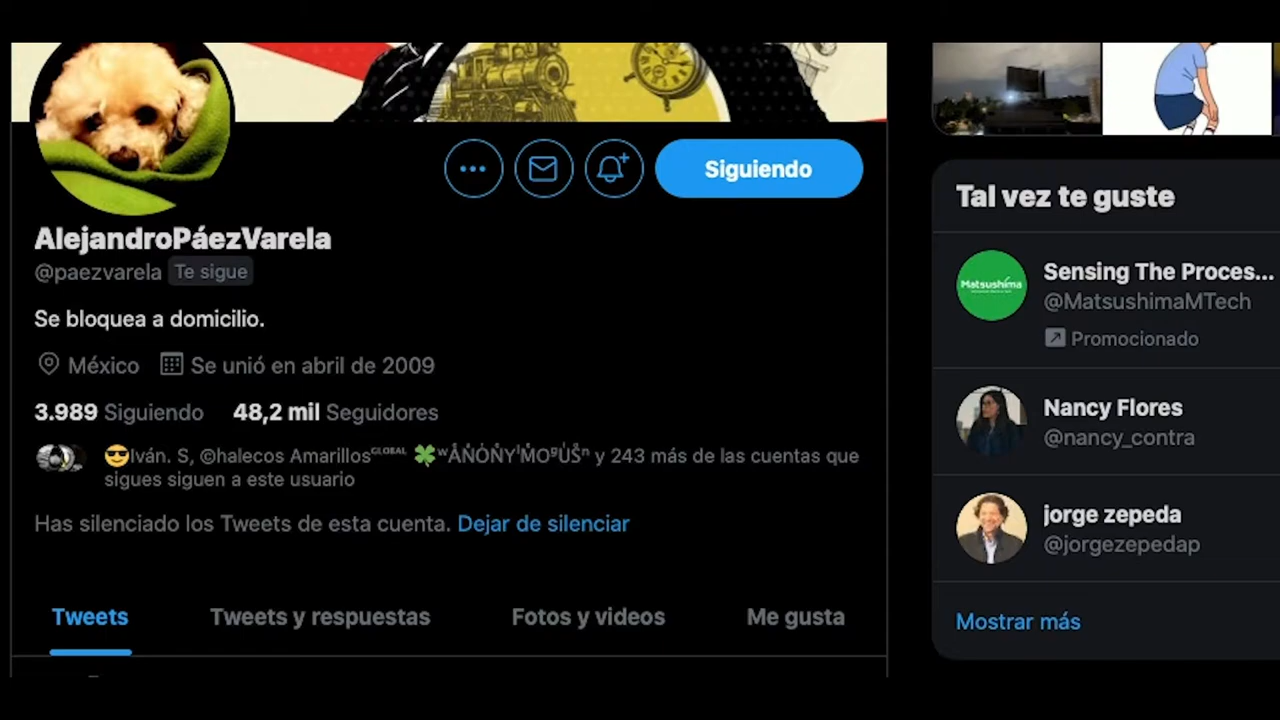 Siguiendo
AlejandroPáezVarela
@paezvarela Te sigue
Se bloquea a domicilio.
México Se unió en abril de 2009
3.989 Siguiendo 48,2 mil Seguidores
😎Iván. S, ©halecos Amarillosᴳᴸᴼᴮᴬᴸ 🍀 y 243 más de las cuentas que
sigues siguen a este usuario
Has silenciado los Tweets de esta cuenta. Dejar de silenciar
Tweets Tweets y respuestas Fotos y videos Me gusta
Tal vez te guste
Matsushima
Sensing The Proces...
@MatsushimaMTech
Promocionado
Nancy Flores
@nancy_contra
jorge zepeda
@jorgezepedap
Mostrar más